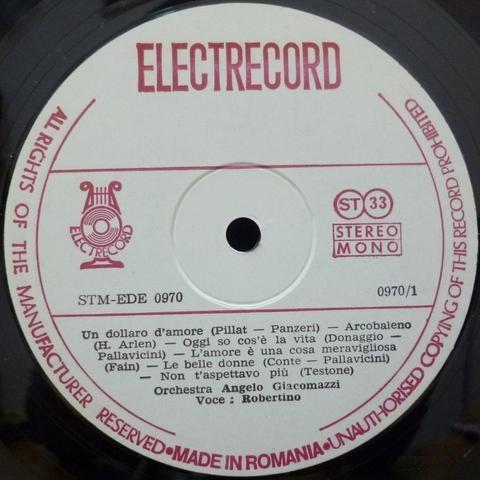 ELECTRECORD
ALL RIGHTS OF THE MANUFACTURER RESERVED•MADE IN ROMANIA•UNAUTHORISED COPYING OF THIS RECORD PROHIBITED
ELECTRECORD
ST 33
STEREO
MONO
STM-EDE 0970
0970/1
Un dollaro d'amore (Pillat — Panzeri) — Arcobaleno
(H. Arlen) — Oggi so cos'è la vita (Donaggio —
Pallavicini) — L'amore è una cosa meravigliosa
(Fain) — Le belle donne (Conte — Pallavicini)
— Non t'aspettavo più (Testone)
Orchestra Angelo Giacomazzi
Voce : Robertino